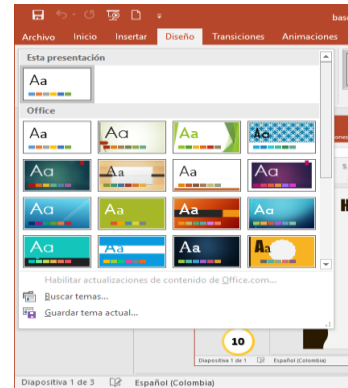 base
Archivo Inicio Insertar Diseño Transiciones Animaciones
Esta presentación
Aa
Office
Aa Aa Aa Aa
Aa Aa Aa Aa
Aa Aa Aa Aa
Aa Aa Aa Aa
Habilitar actualizaciones de contenido de Office.com...
Buscar temas...
Guardar tema actual...
10
Diapositiva 1 de 1 Español (Colombia)
Diapositiva 1 de 3 Español (Colombia)